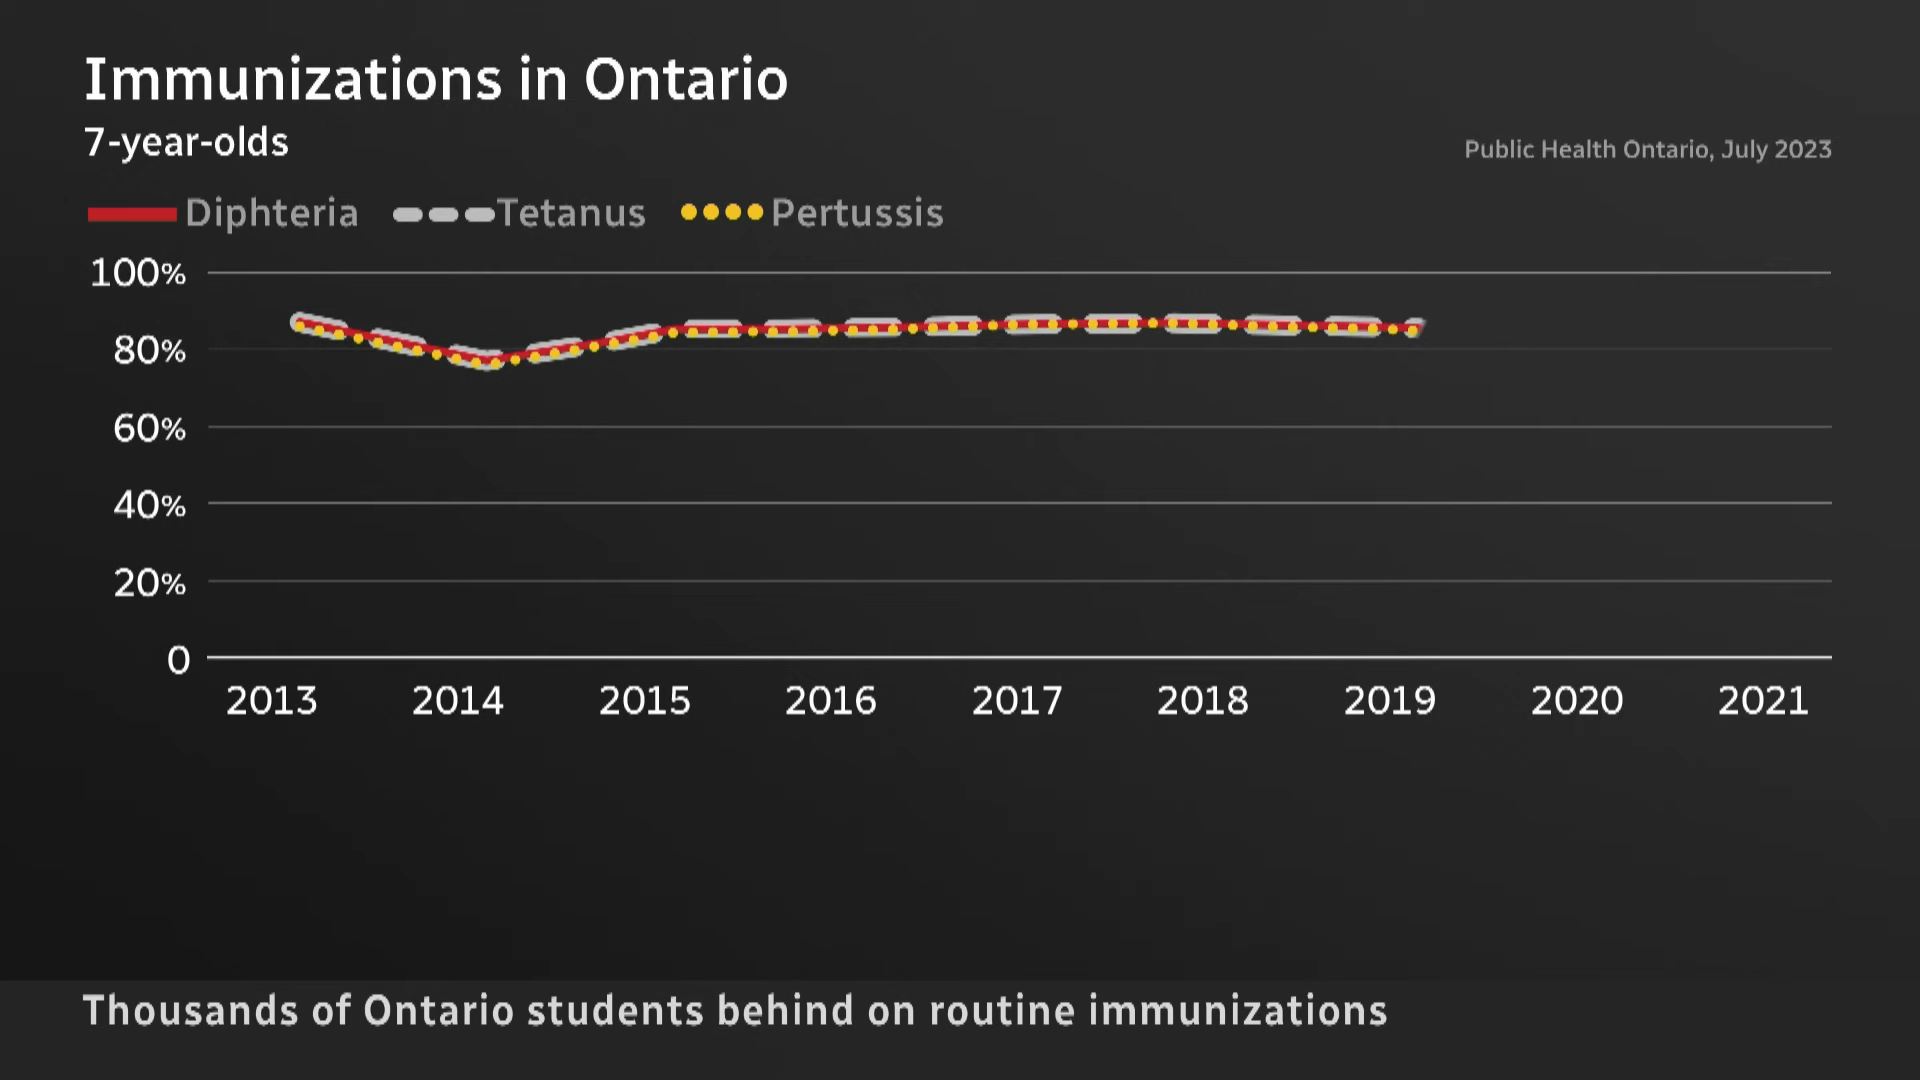 Immunizations in Ontario
7-year-olds
Public Health Ontario, July 2023
Diphteria Tetanus Pertussis
100%
80%
60%
40%
20%
0
2013 2014 2015 2016 2017 2018 2019 2020 2021
Thousands of Ontario students behind on routine immunizations